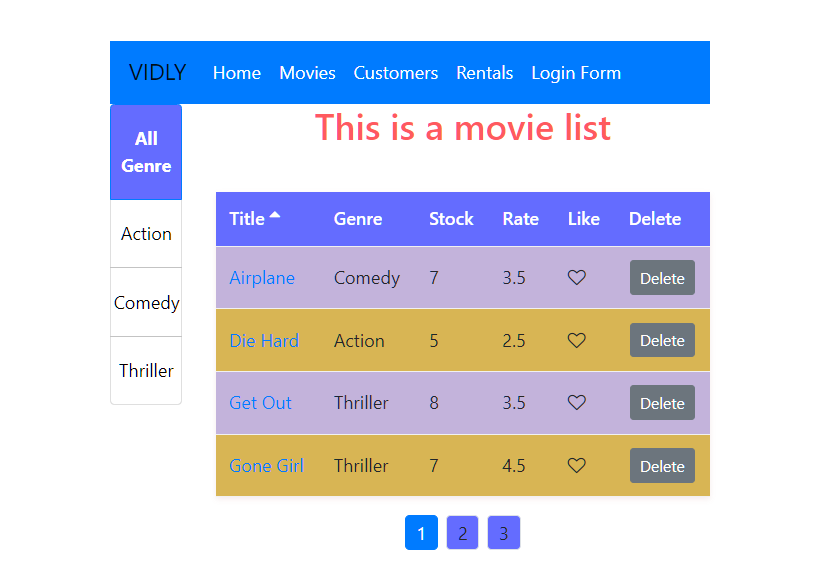 VIDLY Home Movies Customers Rentals Login Form
This is a movie list
All
Genre
Action
Comedy
Thriller
Title Genre Stock Rate Like Delete
Airplane Comedy 7 3.5 Delete
Die Hard Action 5 2.5 Delete
Get Out Thriller 8 3.5 Delete
Gone Girl Thriller 7 4.5 Delete
1 2 3